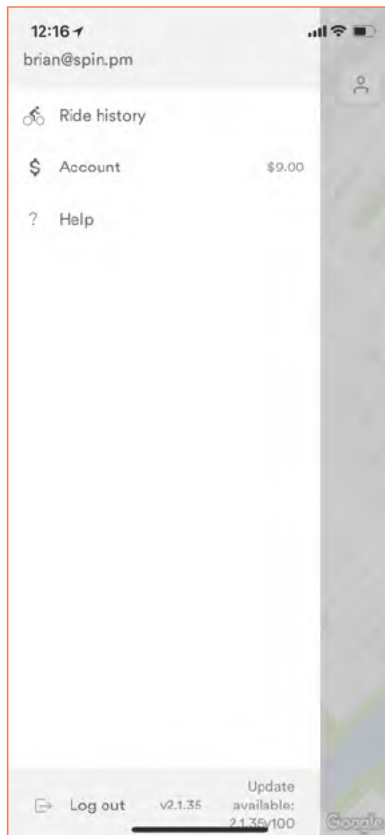 12:16
brian@spin.pm
Ride history
$ Account $9.00
? Help
Update
Log out v2.1.35 available:
2.1.35/100
Google